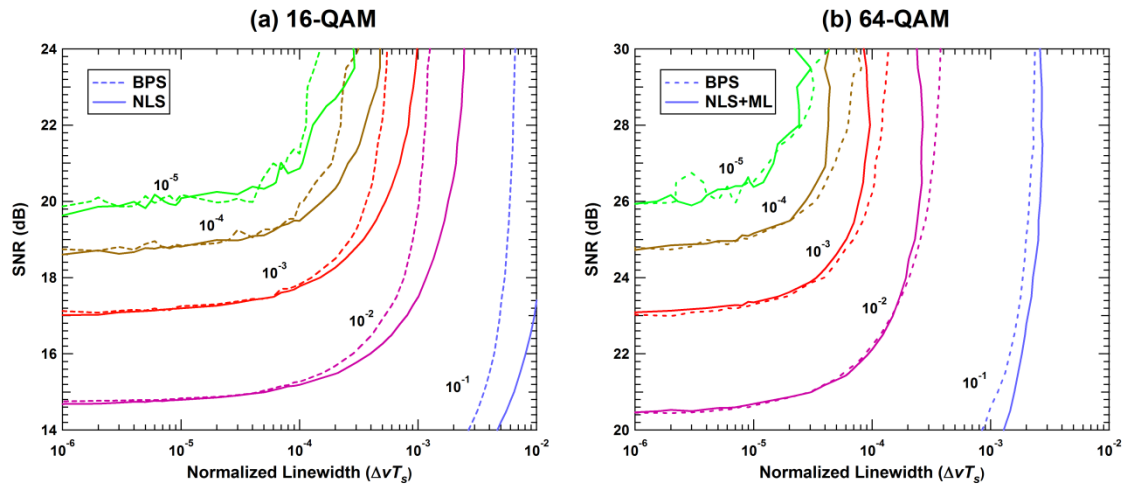 (a) 16-QAM
24
22
20
18
16
14
SNR (dB)
BPS
NLS
10^-5
10^-4
10^-3
10^-2
10^-1
10^-6 10^-5 10^-4 10^-3 10^-2
Normalized Linewidth (ΔvT_s)
(b) 64-QAM
30
28
26
24
22
20
SNR (dB)
BPS
NLS+ML
10^-5
10^-4
10^-3
10^-2
10^-1
10^-6 10^-5 10^-4 10^-3 10^-2
Normalized Linewidth (ΔvT_s)